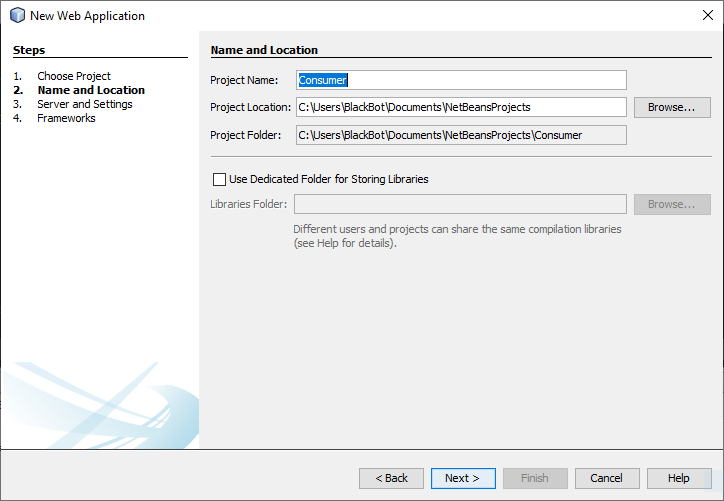 New Web Application
Steps
1. Choose Project
2. Name and Location
3. Server and Settings
4. Frameworks
Name and Location
Project Name: Consumer
Project Location: C:\Users\BlackBot\Documents\NetBeansProjects Browse...
Project Folder: C:\Users\BlackBot\Documents\NetBeansProjects\Consumer
Use Dedicated Folder for Storing Libraries
Libraries Folder: Browse...
Different users and projects can share the same compilation libraries
(see Help for details).
< Back Next > Finish Cancel Help